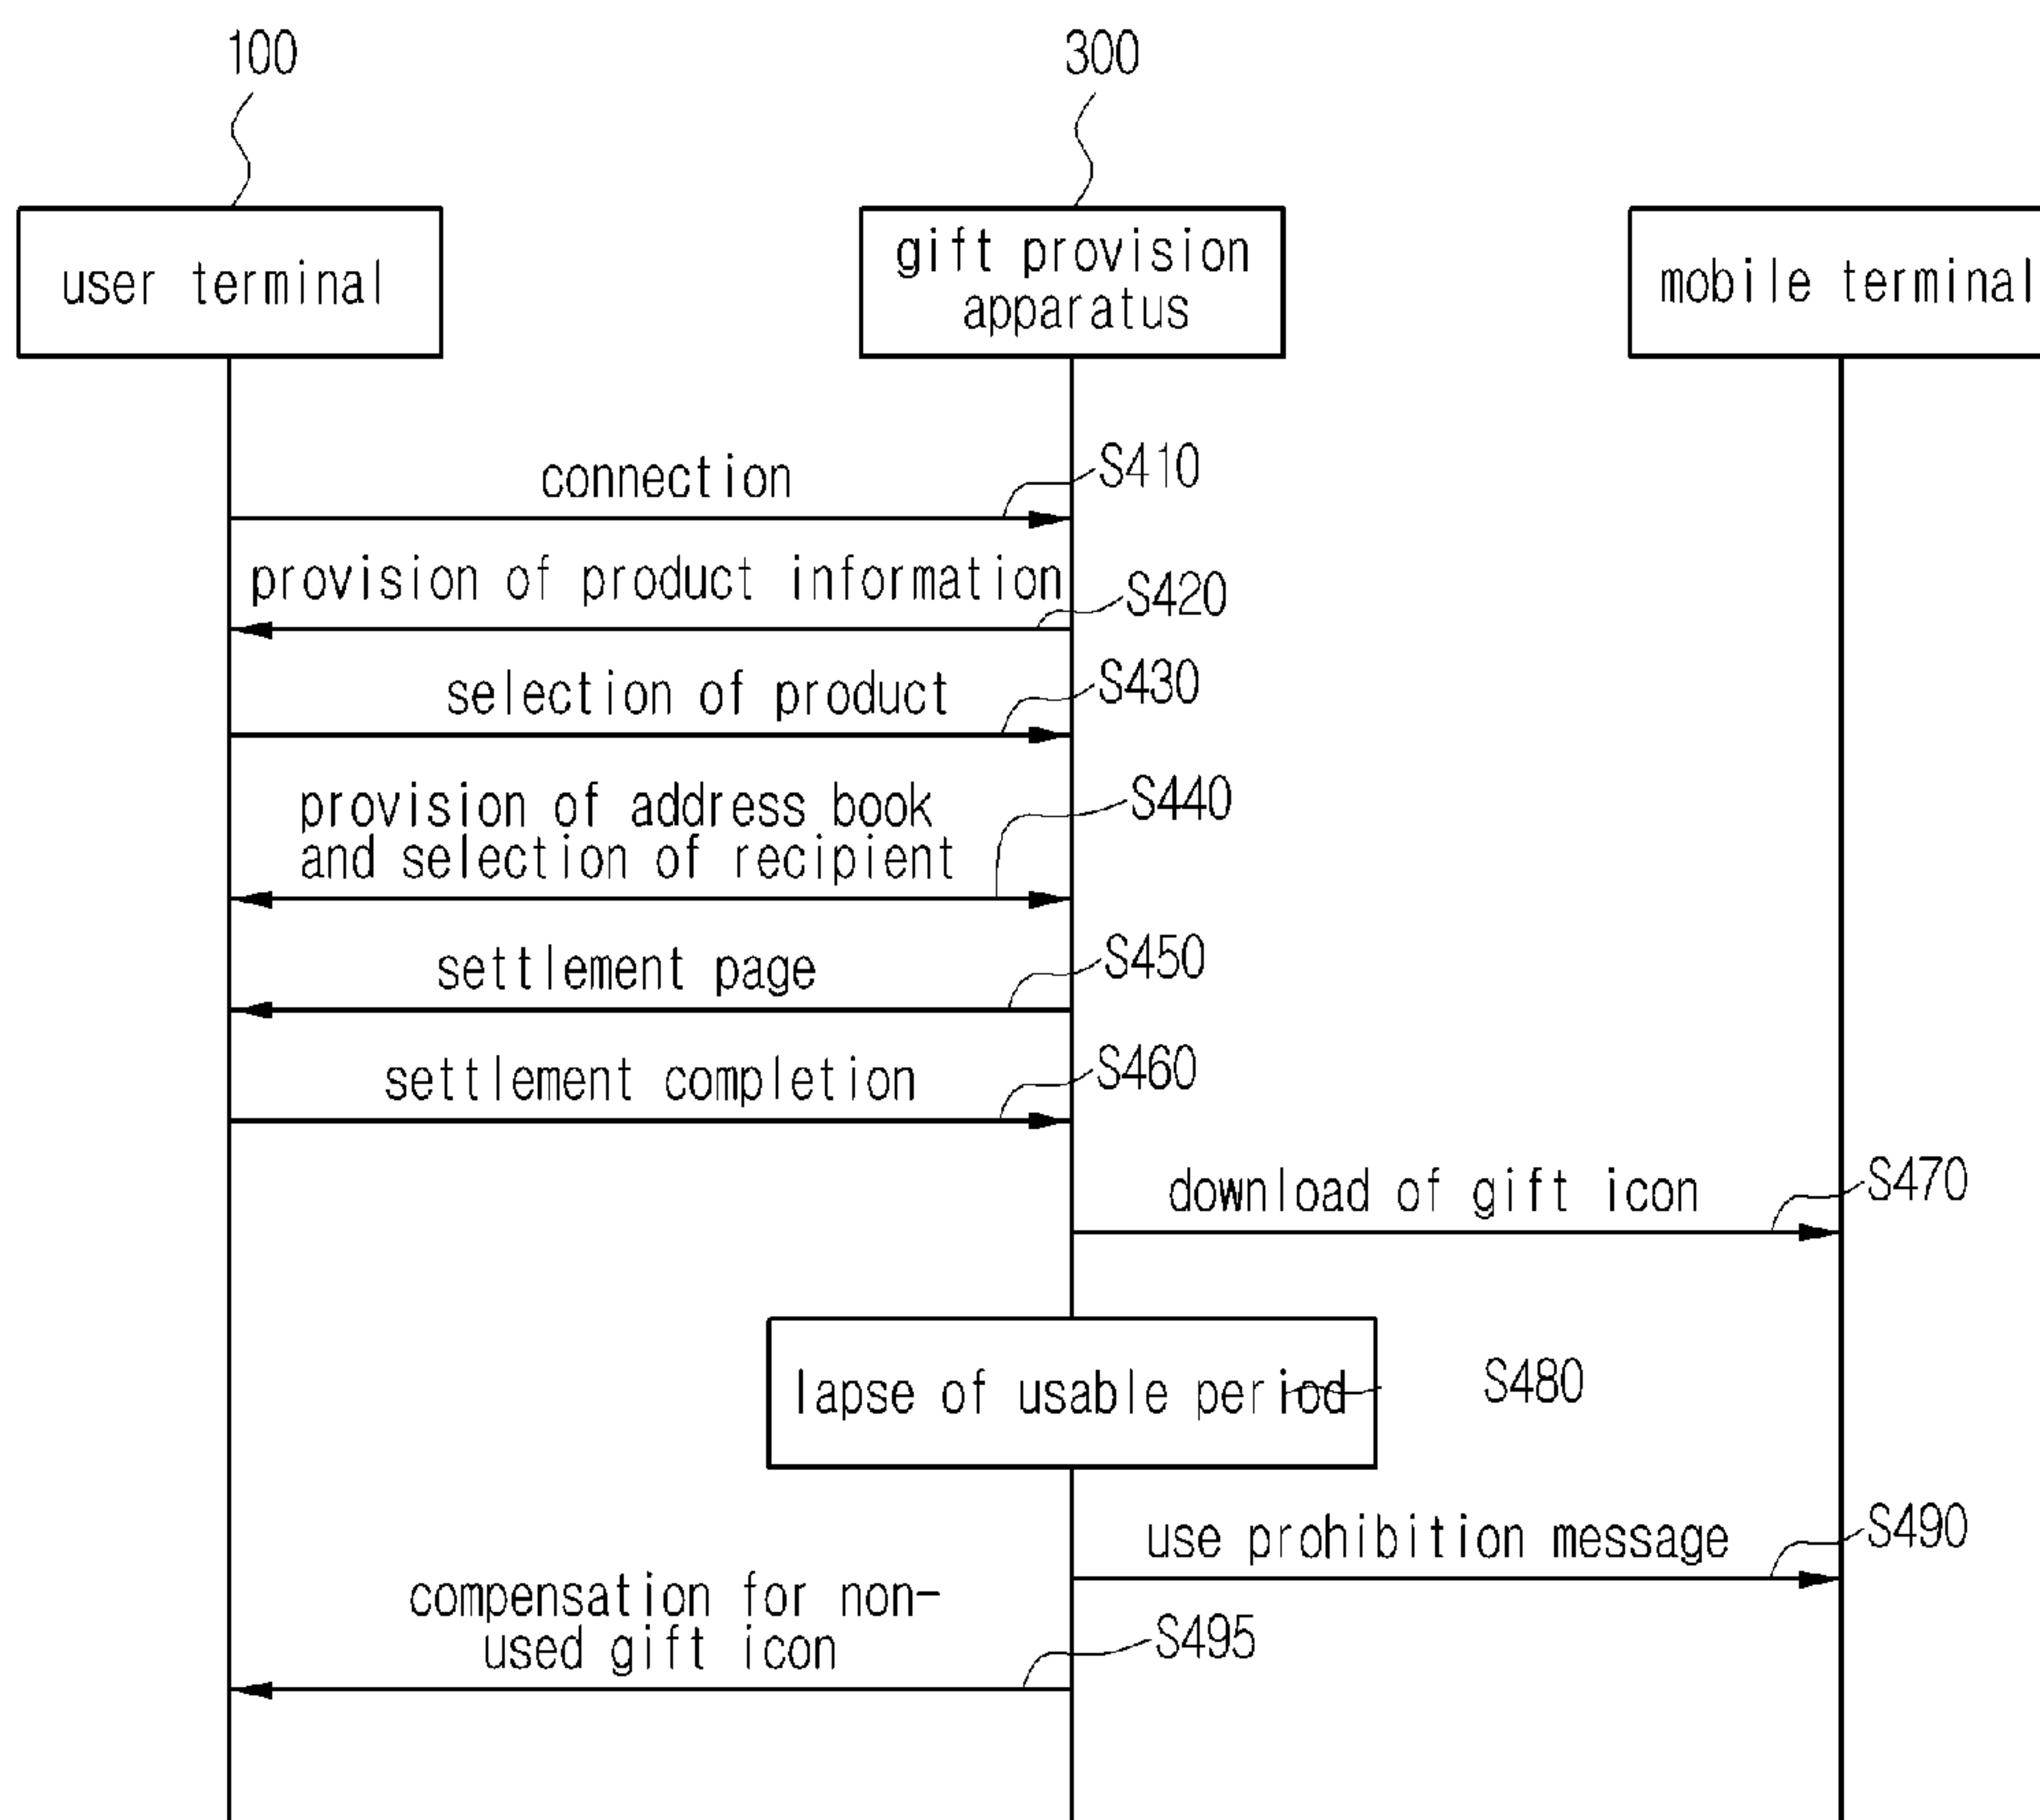 100
300
user terminal
gift provision
apparatus
mobile terminal
connection
S410
provision of product information
S420
selection of product
S430
provision of address book
and selection of recipient
S440
settlement page
S450
settlement completion
S460
download of gift icon
S470
lapse of usable period
S480
use prohibition message
S490
compensation for non-
used gift icon
S495